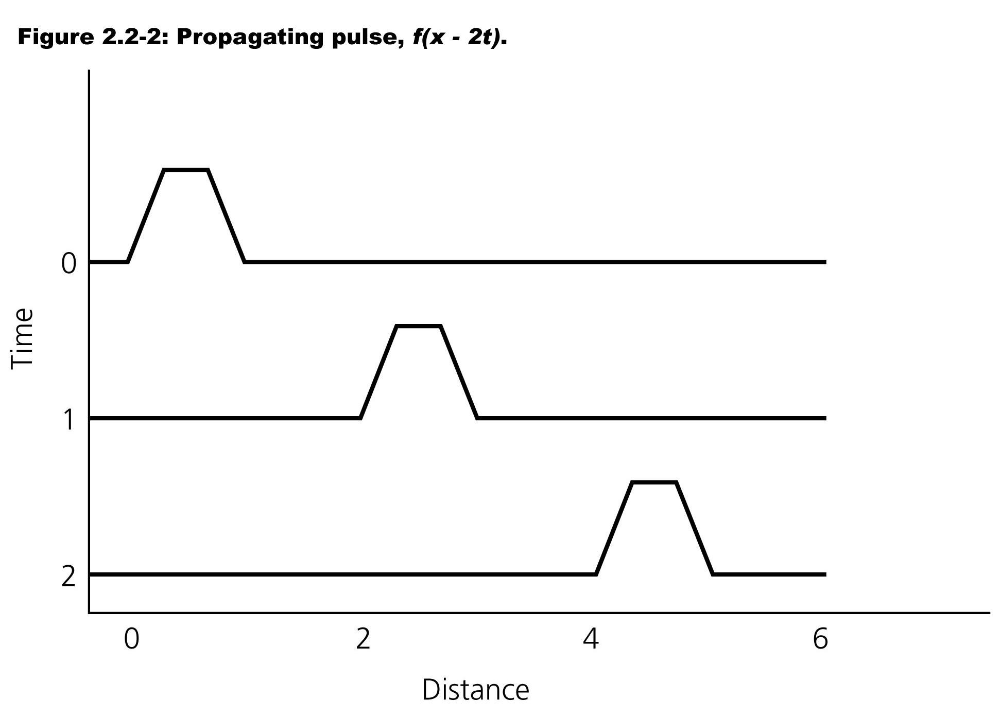 Figure 2.2-2: Propagating pulse, f(x - 2t).
0
Time
1
2
0 2 4 6
Distance